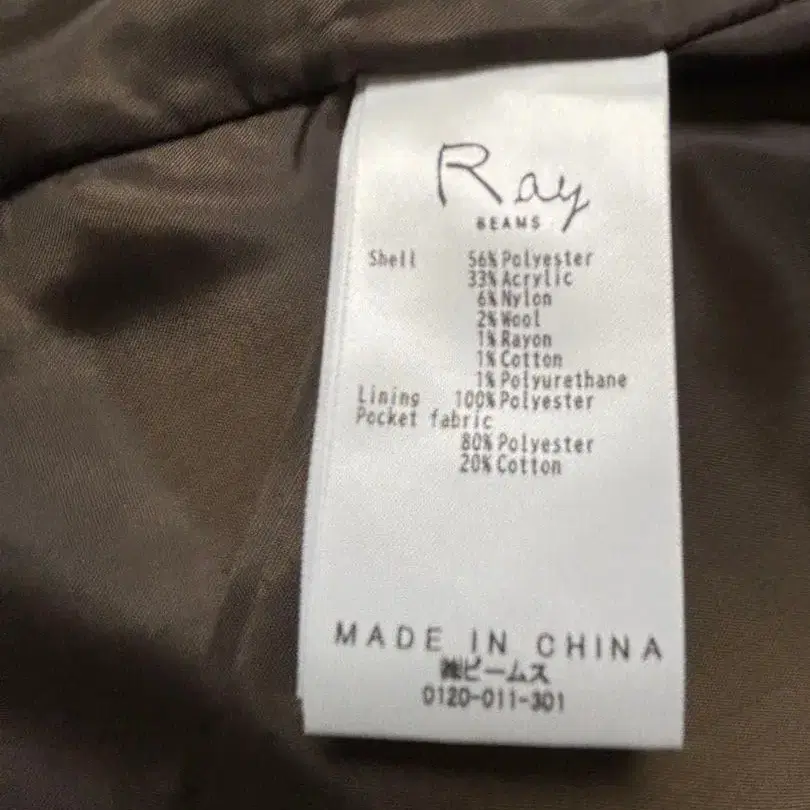 Ray
BEAMS
Shell 56%Polyester
33%Acrylic
6%Nylon
2%Wool
1%Rayon
1%Cotton
1%Polyurethane
Lining 100%Polyester
Pocket fabric
80%Polyester
20%Cotton
MADE IN CHINA
㈱ビームス
0120-011-301